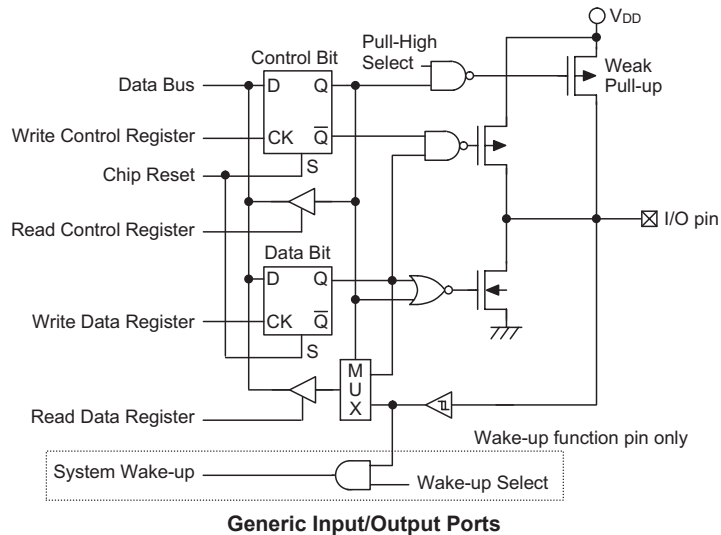 VDD
Control Bit
Pull-High
Select
Weak
Pull-up
Data Bus
D
Q
Write Control Register
CK
Q
Chip Reset
S
I/O pin
Read Control Register
Data Bit
D
Q
Write Data Register
CK
Q
S
M
U
X
Read Data Register
Wake-up function pin only
System Wake-up
Wake-up Select
Generic Input/Output Ports